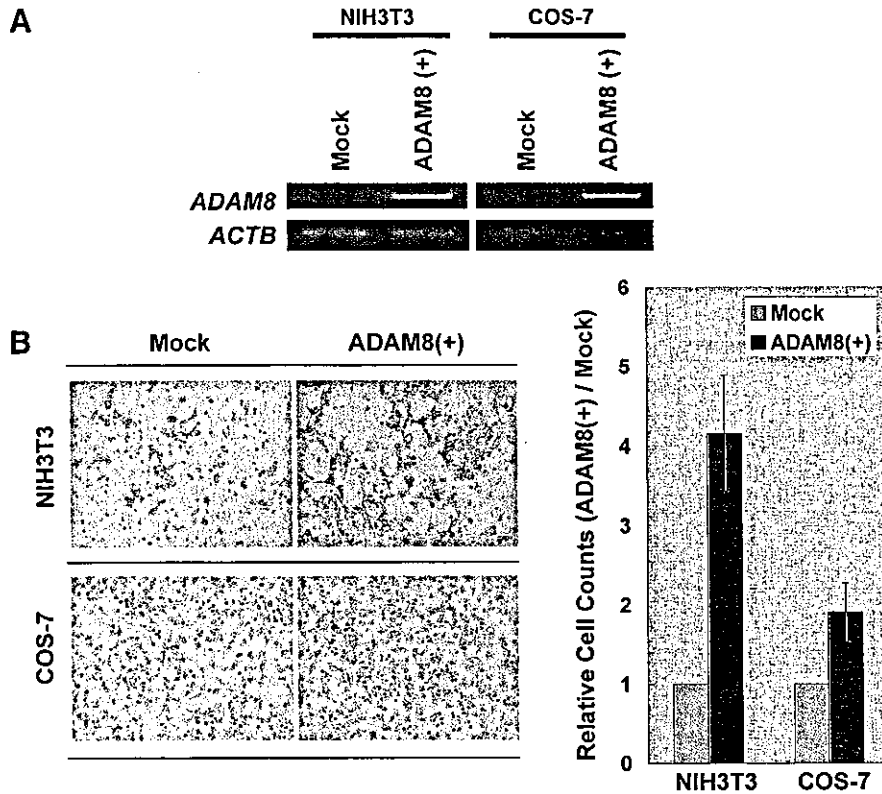 A
NIH3T3
COS-7
Mock
ADAM8 (+)
Mock
ADAM8 (+)
ADAM8
ACTB
B
Mock
ADAM8(+)
NIH3T3
COS-7
Relative Cell Counts (ADAM8(+) / Mock)
6
5
4
3
2
1
0
Mock
ADAM8(+)
NIH3T3
COS-7